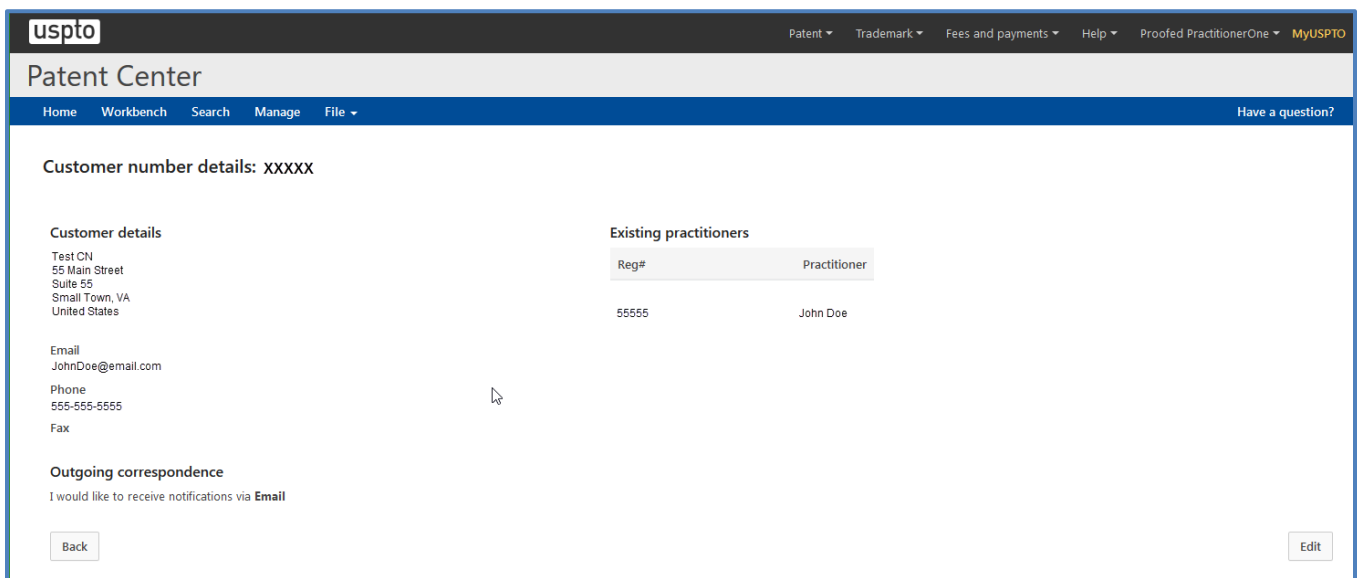 uspto
Patent Trademark Fees and payments Help Proofed PractitionerOne MyUSPTO
Patent Center
Home Workbench Search Manage File Have a question?
Customer number details: XXXXX
Customer details
Test CN
55 Main Street
Suite 55
Small Town, VA
United States
Email
JohnDoe@email.com
Phone
555-555-5555
Fax
Outgoing correspondence
I would like to receive notifications via Email
Existing practitioners
Reg# Practitioner
55555 John Doe
Back Edit